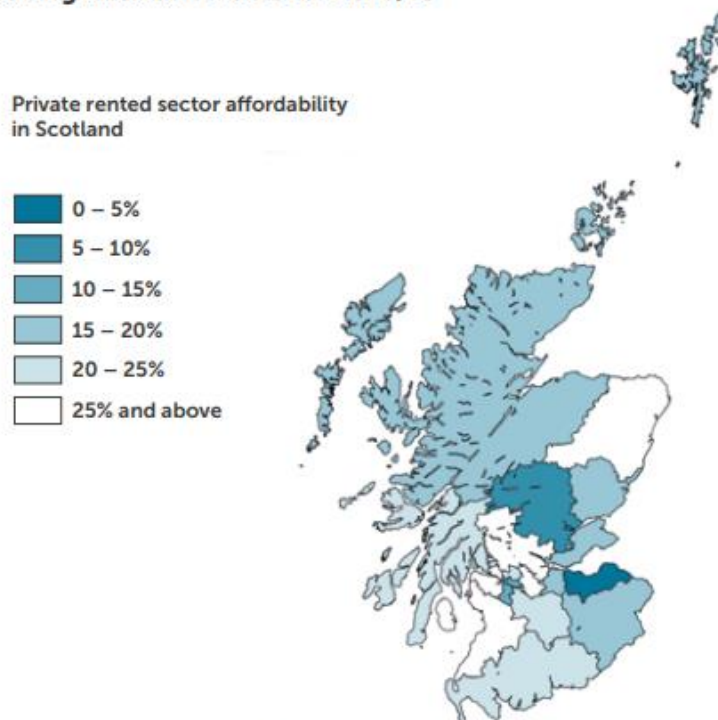 Private rented sector affordability
in Scotland
0 – 5%
5 – 10%
10 – 15%
15 – 20%
20 – 25%
25% and above